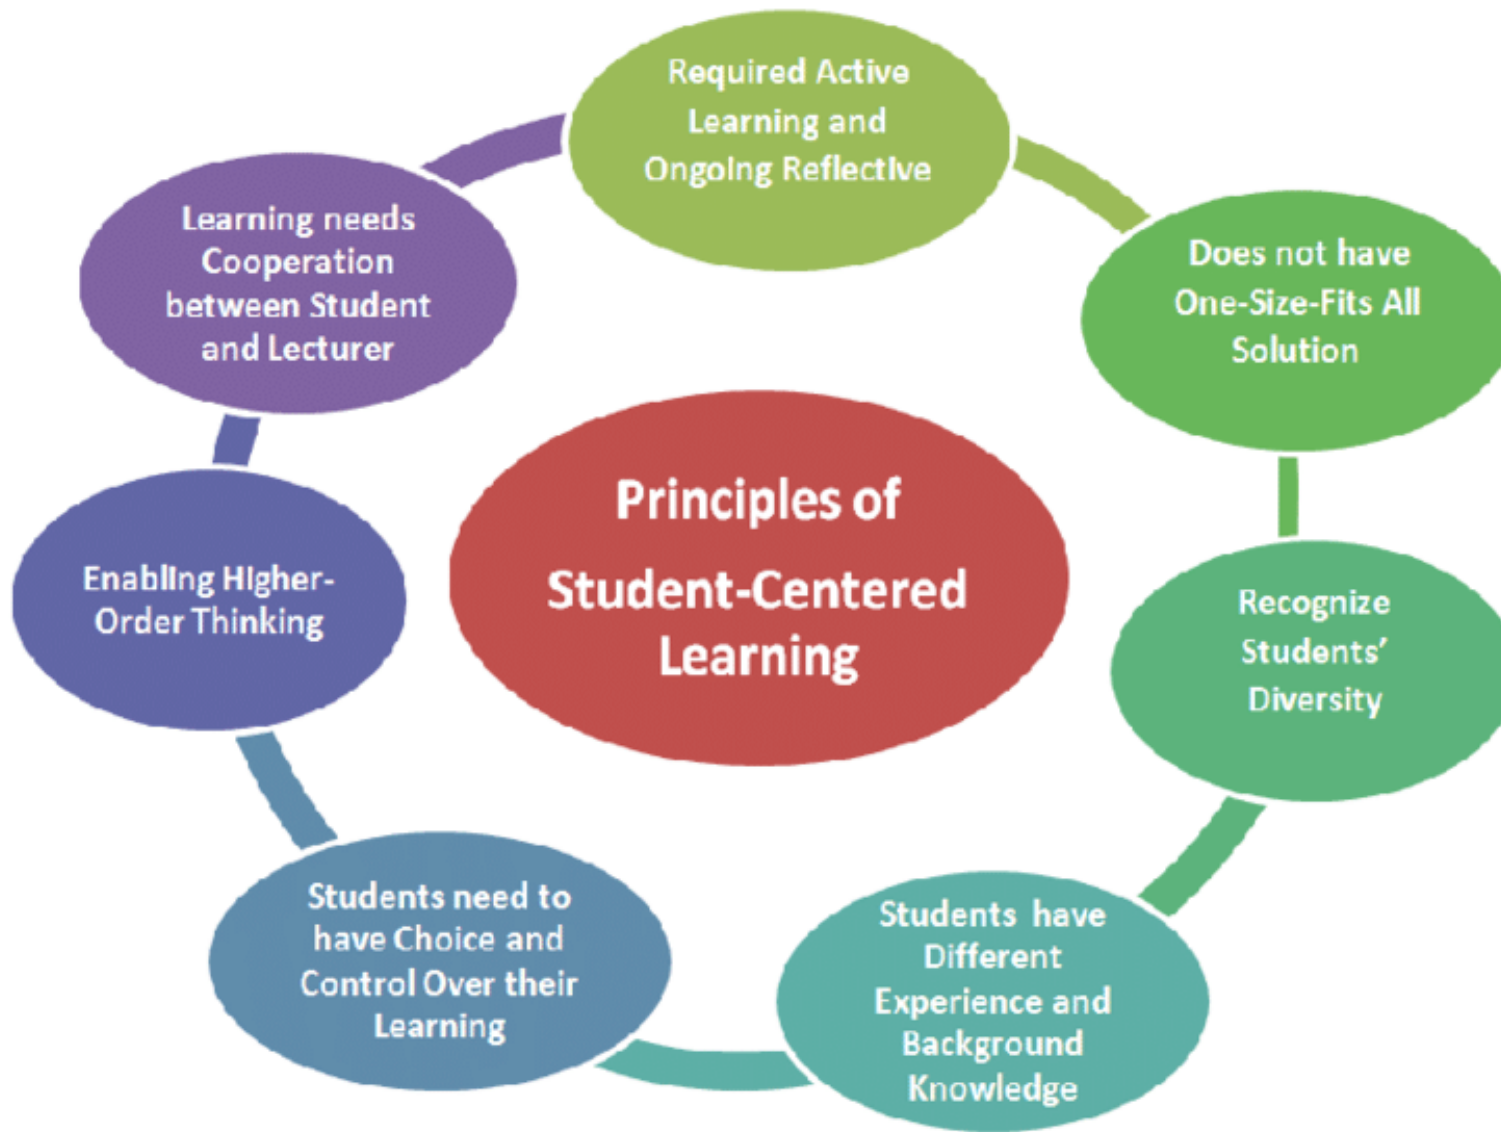 Required Active
Learning and
Ongoing Reflective
Does not have
One-Size-Fits All
Solution
Recognize
Students’
Diversity
Students have
Different
Experience and
Background
Knowledge
Students need to
have Choice and
Control Over their
Learning
Enabling Higher-
Order Thinking
Learning needs
Cooperation
between Student
and Lecturer
Principles of
Student-Centered
Learning